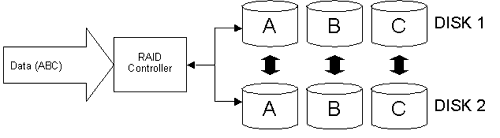 A B C DISK 1
Data (ABC)
RAID
Controller
A B C DISK 2